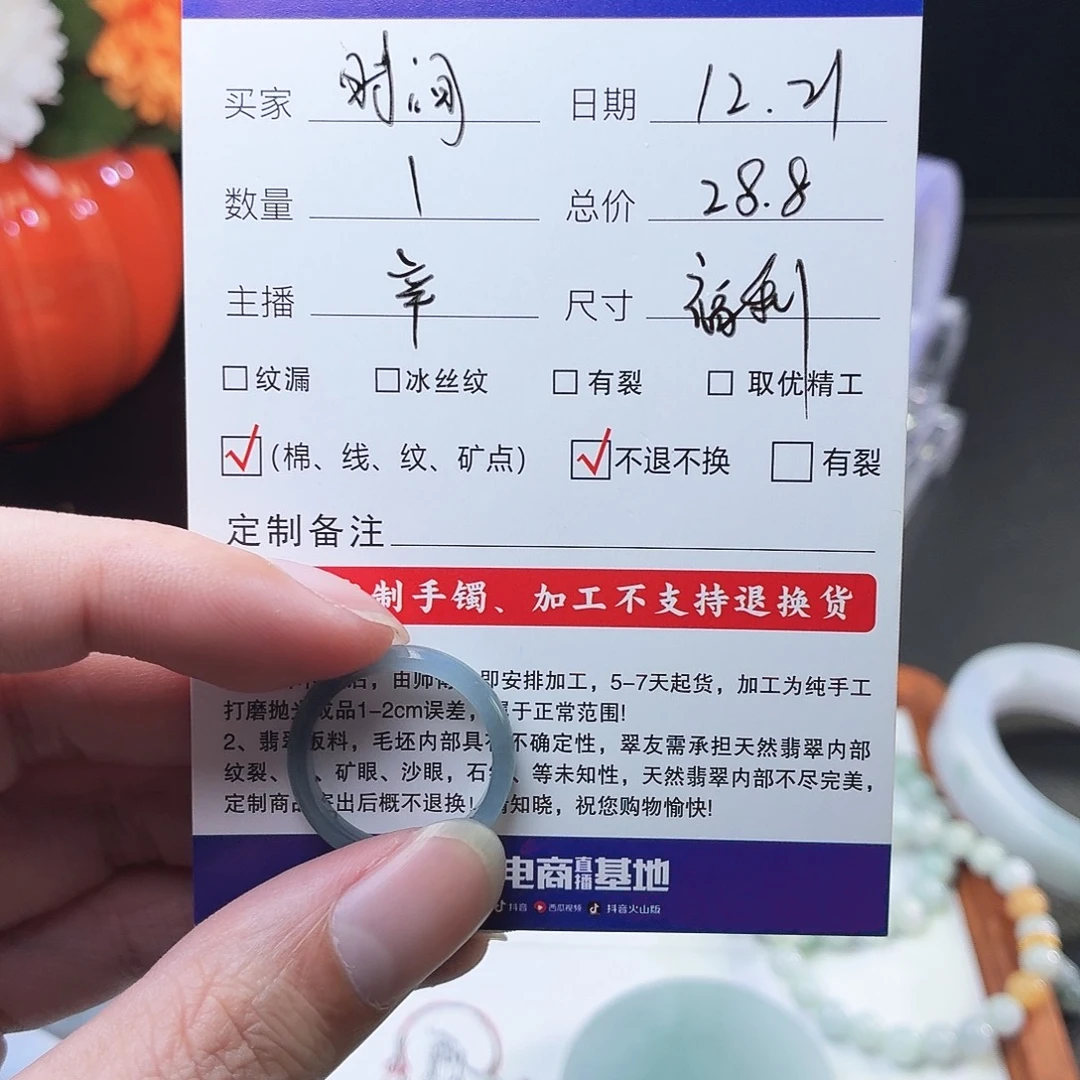 买家 时间 日期 12.21
数量 1 总价 28.8
主播 辛 尺寸 福利
□纹漏 □冰丝纹 □有裂 □取优精工
☑(棉、线、纹、矿点) ☑不退不换 □有裂
定制备注
制手镯、加工不支持退换货
后，由师傅 即安排加工，5-7天起货，加工为纯手工
打磨抛光成品1-2cm误差，属于正常范围!
2、翡翠板料，毛坯内部具有不确定性，翠友需承担天然翡翠内部
纹裂、 、矿眼、沙眼，石 、等未知性，天然翡翠内部不尽完美，
定制商品售出后概不退换! 请知晓，祝您购物愉快!
电商直播基地
抖音 西瓜视频 抖音火山版